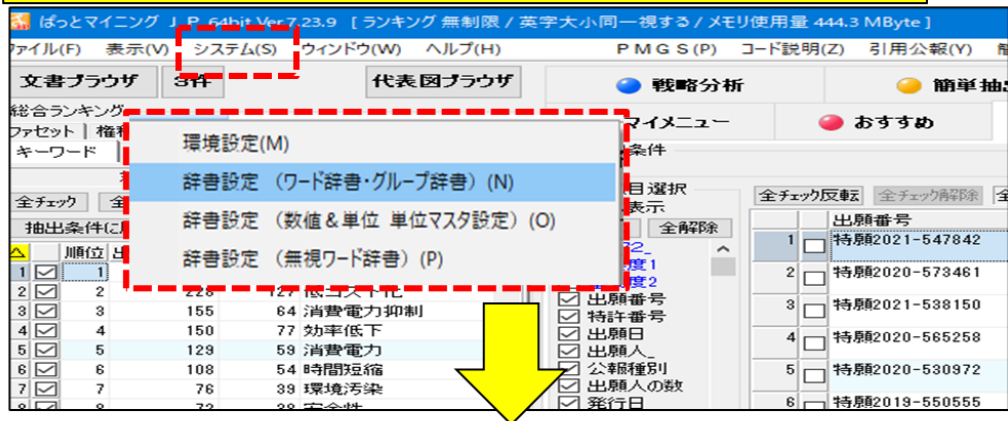 ぱっとマイニング JP 64bit Ver.7.23.9 [ランキング 無制限 / 英字大小同一視する / メモリ使用量 444.3 MByte ]
ファイル(F) 表示(V) システム(S) ウィンドウ(W) ヘルプ(H) PMGS(P) コード説明(Z) 引用公報(Y)
文書ブラウザ 3件 代表図ブラウザ 戦略分析 簡単抽
総合ランキング
マイメニュー おすすめ
ファセット
キーワード
環境設定(M)
辞書設定 (ワード辞書・グループ辞書) (N)
辞書設定 (数値&単位 単位マスタ設定) (O)
辞書設定 (無視ワード辞書) (P)
全チェック
全解除
全チェック反転 全チェック解除
抽出条件に
順位
出願番号
1 1
1 特願2021-547842
2 2 228 127 低コスト化
2 特願2020-573461
3 3 155 64 消費電力抑制
出願番号
3 特願2021-538150
特許番号
4 4 150 77 効率低下
出願日
4 特願2020-565258
5 5 129 59 消費電力
出願人_
6 6 108 54 時間短縮
公報種別
5 特願2020-530972
7 7 76 39 環境汚染
出願人の数
発行日
6 特願2019-550555